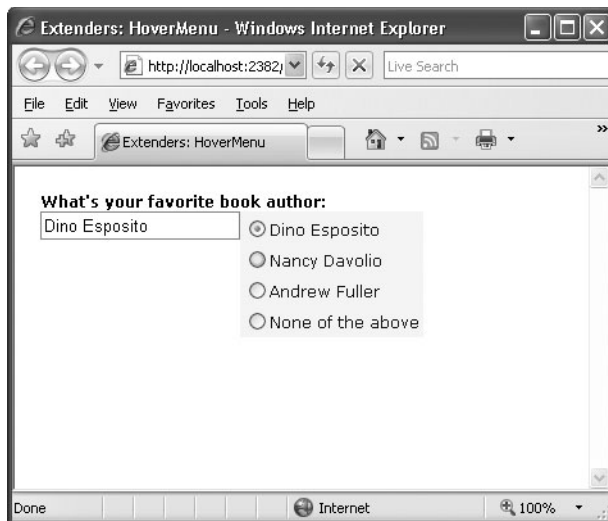 Extenders: HoverMenu - Windows Internet Explorer
http://localhost:2382/
Live Search
File Edit View Favorites Tools Help
Extenders: HoverMenu
What's your favorite book author:
Dino Esposito
Dino Esposito
Nancy Davolio
Andrew Fuller
None of the above
Done
Internet
100%